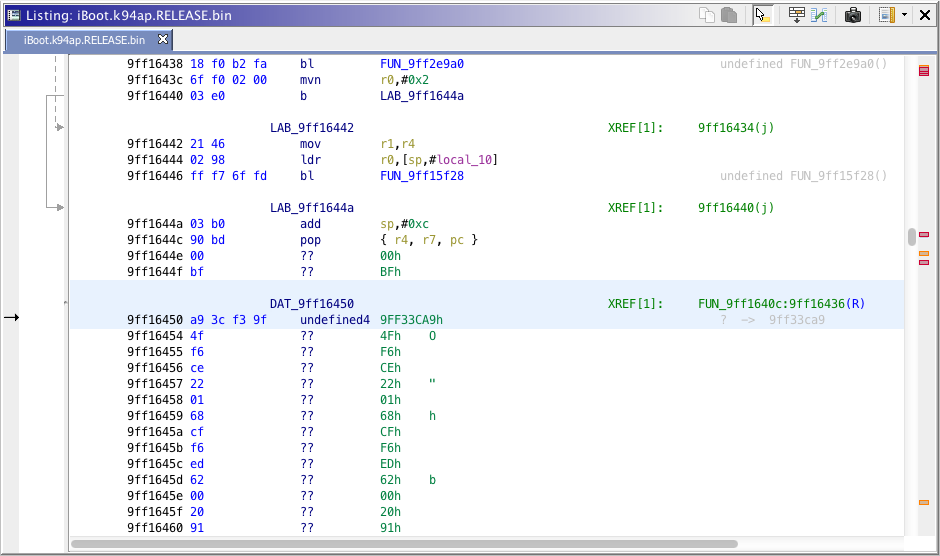 Listing: iBoot.k94ap.RELEASE.bin
iBoot.k94ap.RELEASE.bin
9ff16438 18 f0 b2 fa bl FUN_9ff2e9a0 undefined FUN_9ff2e9a0()
9ff1643c 6f f0 02 00 mvn r0,#0x2
9ff16440 03 e0 b LAB_9ff1644a
LAB_9ff16442 XREF[1]: 9ff16434(j)
9ff16442 21 46 mov r1,r4
9ff16444 02 98 ldr r0,[sp,#local_10]
9ff16446 ff f7 6f fd bl FUN_9ff15f28 undefined FUN_9ff15f28()
LAB_9ff1644a XREF[1]: 9ff16440(j)
9ff1644a 03 b0 add sp,#0xc
9ff1644c 90 bd pop { r4, r7, pc }
9ff1644e 00 ?? 00h
9ff1644f bf ?? BFh
DAT_9ff16450 XREF[1]: FUN_9ff1640c:9ff16436(R)
9ff16450 a9 3c f3 9f undefined4 9FF33CA9h ? -> 9ff33ca9
9ff16454 4f ?? 4Fh O
9ff16455 f6 ?? F6h
9ff16456 ce ?? CEh
9ff16457 22 ?? 22h "
9ff16458 01 ?? 01h
9ff16459 68 ?? 68h h
9ff1645a cf ?? CFh
9ff1645b f6 ?? F6h
9ff1645c ed ?? EDh
9ff1645d 62 ?? 62h b
9ff1645e 00 ?? 00h
9ff1645f 20 ?? 20h
9ff16460 91 ?? 91h